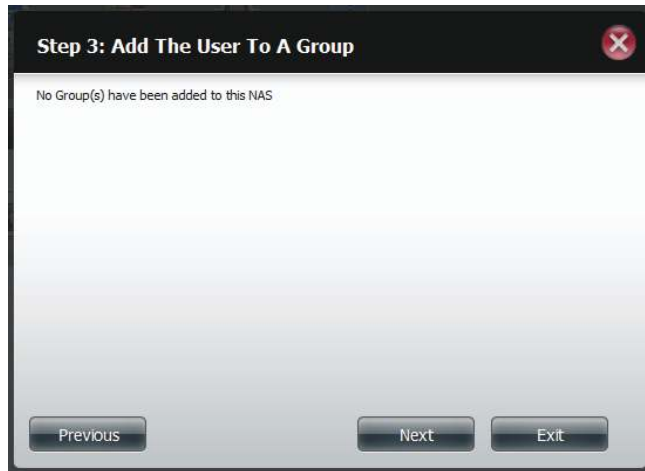 Step 3: Add The User To A Group
No Group(s) have been added to this NAS
Previous
Next
Exit